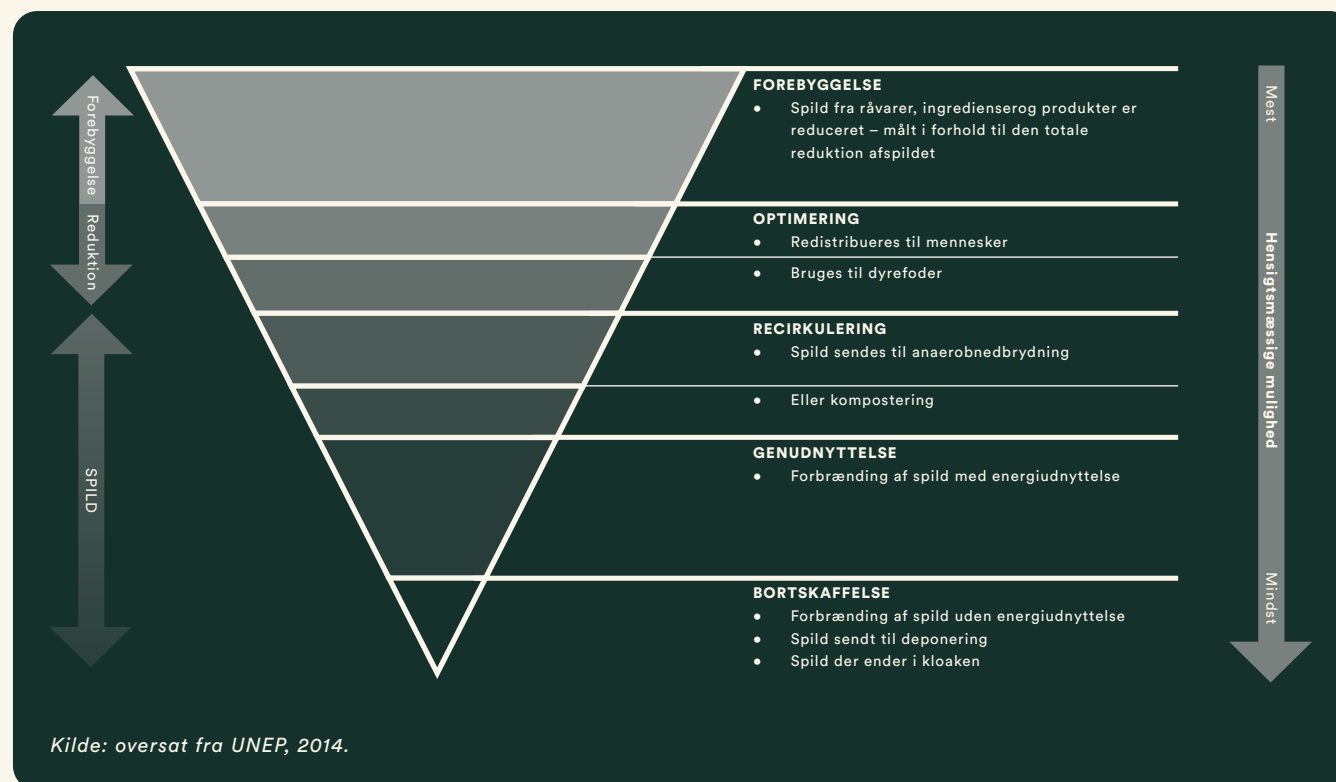 Forebyggelse
Reduktion
SPILD
FOREBYGGELSE
• Spild fra råvarer, ingredienserog produkter er
reduceret – målt i forhold til den totale
reduktion afspildet
OPTIMERING
• Redistribueres til mennesker
• Bruges til dyrefoder
RECIRKULERING
• Spild sendes til anaerobnedbrydning
• Eller kompostering
GENUDNYTTELSE
• Forbrænding af spild med energiudnyttelse
BORTSKAFFELSE
• Forbrænding af spild uden energiudnyttelse
• Spild sendt til deponering
• Spild der ender i kloaken
Mest
Hensigtsmæssige mulighed
Mindst
Kilde: oversat fra UNEP, 2014.